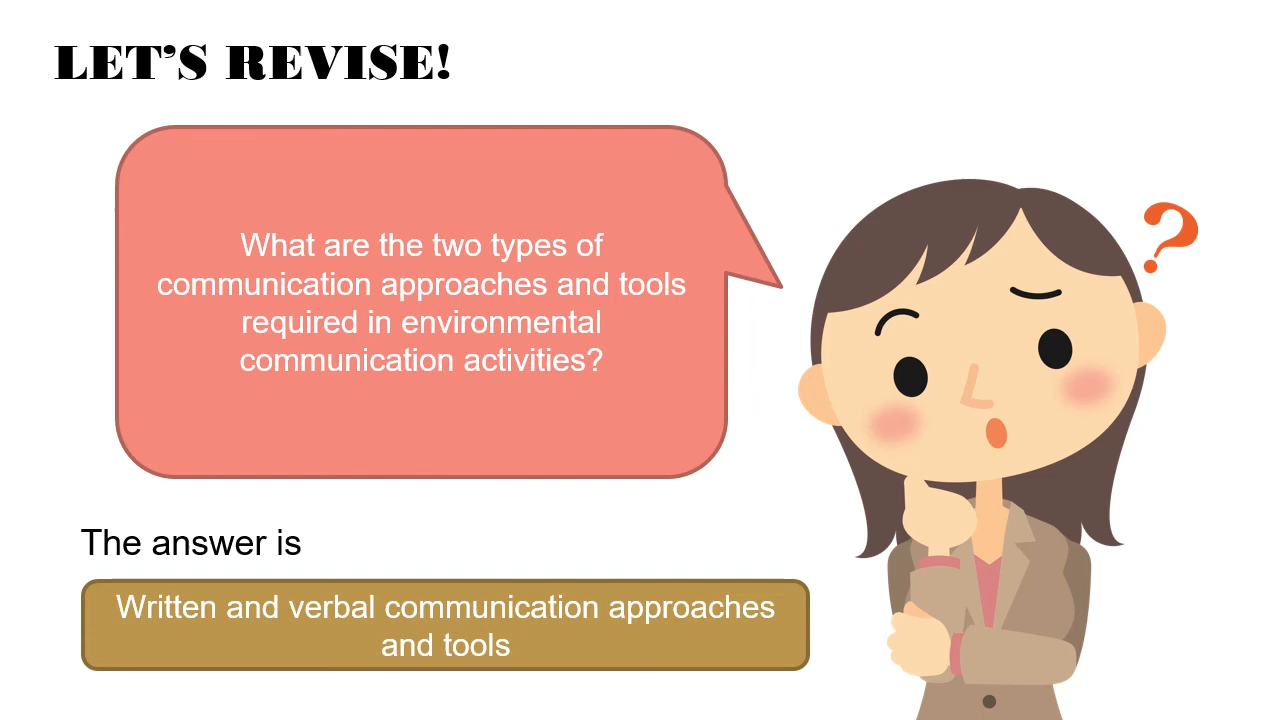 LET'S REVISE!
?
What are the two types of
communication approaches and tools
required in environmental
communication activities?
The answer is
Written and verbal communication approaches
and tools